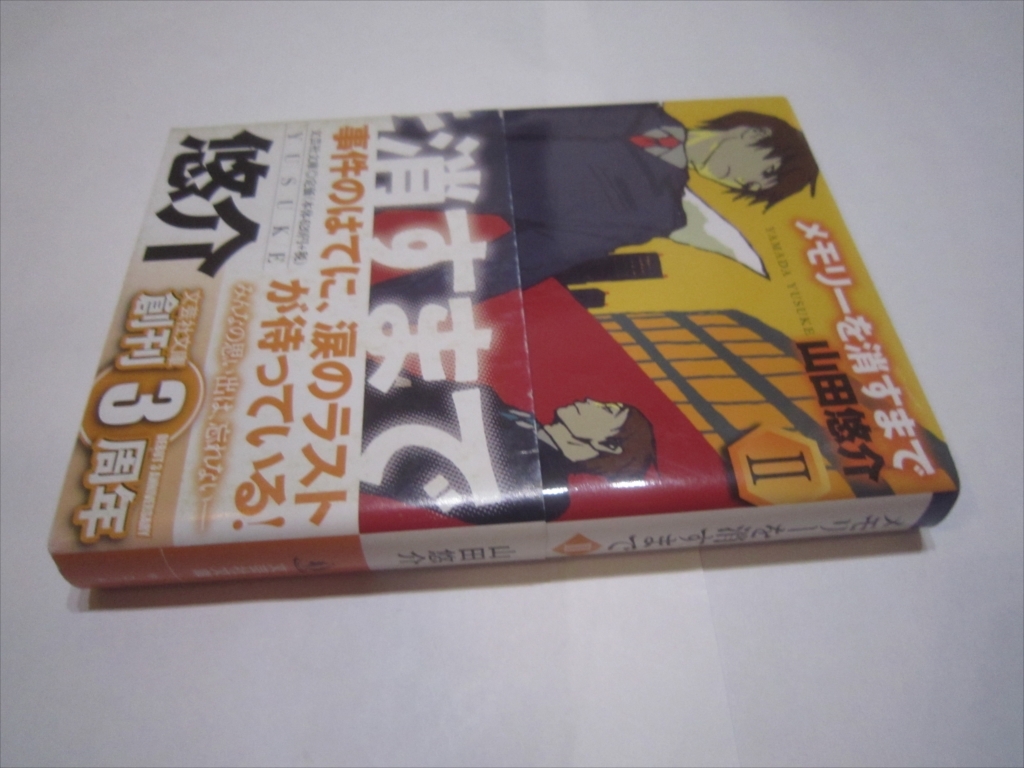 メモリーを消すまで
YAMADA YUSUKE
山田悠介
II
消すまで
事件のはてに、涙のラスト
が待っている!
YUSUKE
悠介
文芸社文庫
創刊3周年
メモリーを消すまで
II
山田悠介